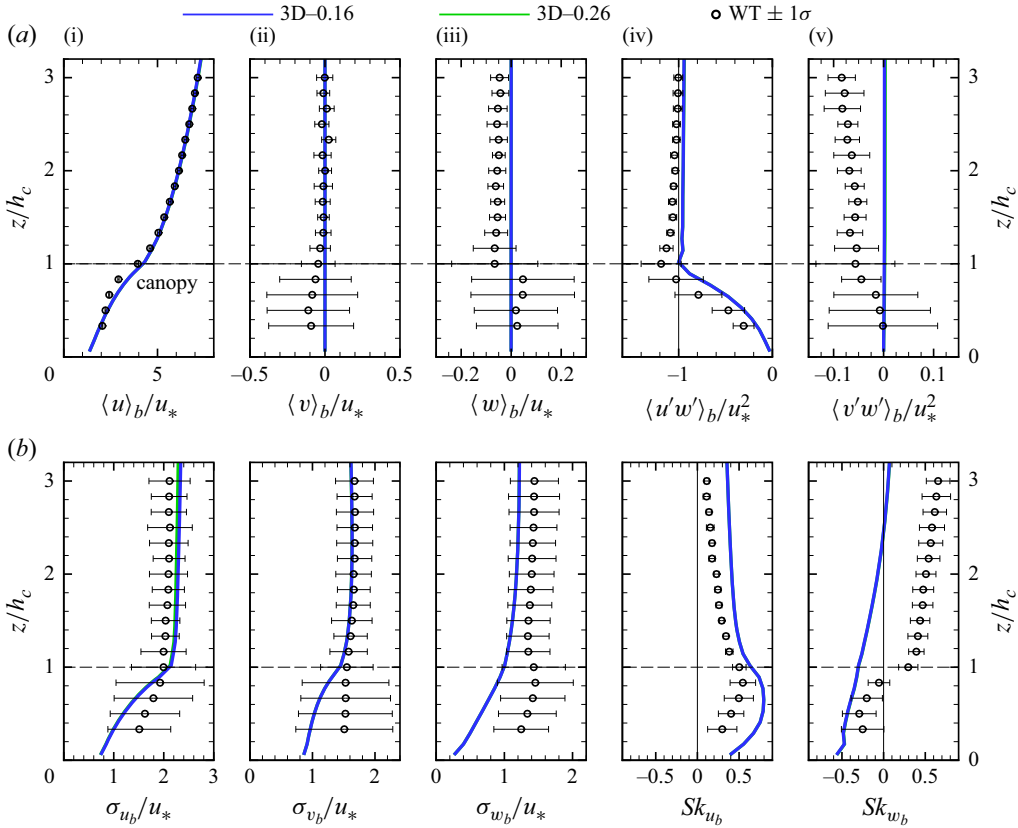 3D–0.16 3D–0.26 WT ± 1σ
(a) (i) (ii) (iii) (iv) (v)
3 3
2 2
z/h_c z/h_c
1 1
canopy
0
0 5 −0.5 0 0.5 −0.2 0 0.2 −1 0 −0.1 0 0.1
⟨u⟩_b/u_* ⟨v⟩_b/u_* ⟨w⟩_b/u_* ⟨u′w′⟩_b/u_*^2 ⟨v′w′⟩_b/u_*^2
(b)
3 3
2 2
z/h_c z/h_c
1 1
0 0
1 2 3 0 1 2 0 1 2 −0.5 0 0.5 −0.5 0 0.5
σ_{u_b}/u_* σ_{v_b}/u_* σ_{w_b}/u_* Sk_{u_b} Sk_{w_b}